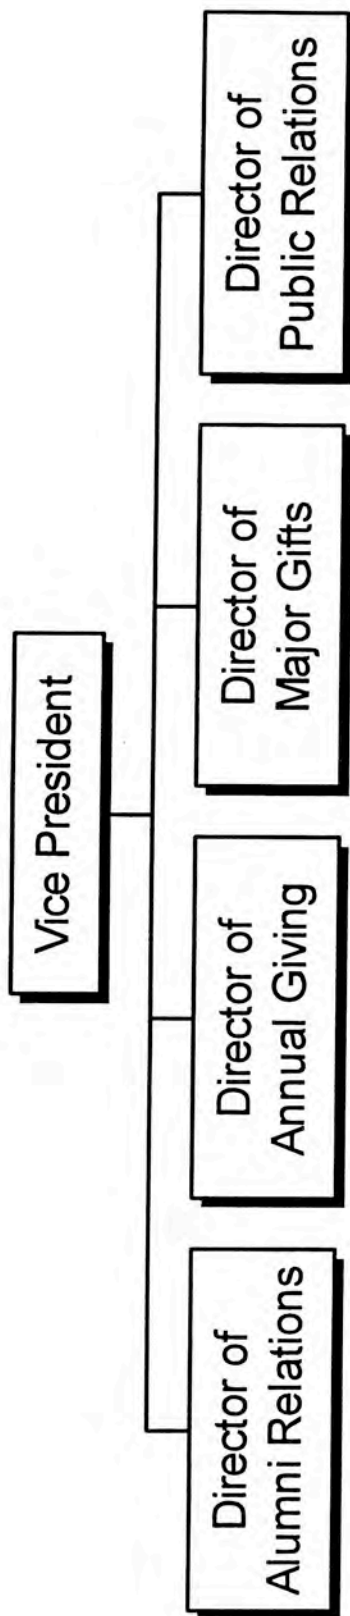 Vice President
Director of
Alumni Relations
Director of
Annual Giving
Director of
Major Gifts
Director of
Public Relations